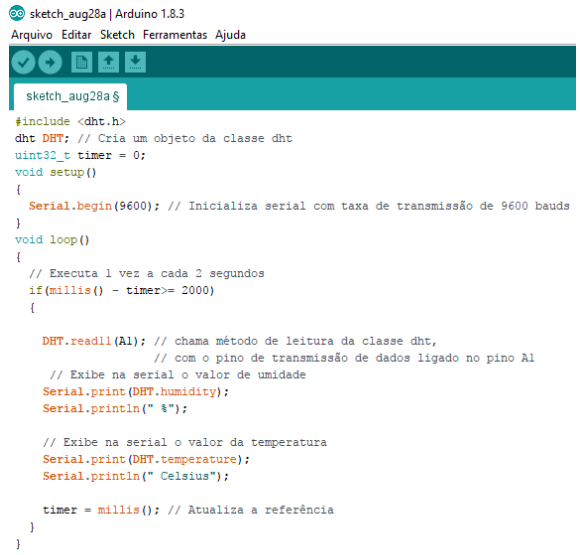 sketch_aug28a | Arduino 1.8.3
Arquivo Editar Sketch Ferramentas Ajuda
sketch_aug28a §
#include <dht.h>
dht DHT; // Cria um objeto da classe dht
uint32_t timer = 0;
void setup()
{
  Serial.begin(9600); // Inicializa serial com taxa de transmissão de 9600 bauds
}
void loop()
{
  // Executa 1 vez a cada 2 segundos
  if(millis() - timer>= 2000)
  {
    DHT.read11(A1); // chama método de leitura da classe dht,
                    // com o pino de transmissão de dados ligado no pino A1
     // Exibe na serial o valor de umidade
    Serial.print(DHT.humidity);
    Serial.println(" %");
    // Exibe na serial o valor da temperatura
    Serial.print(DHT.temperature);
    Serial.println(" Celsius");
    timer = millis(); // Atualiza a referência
  }
}